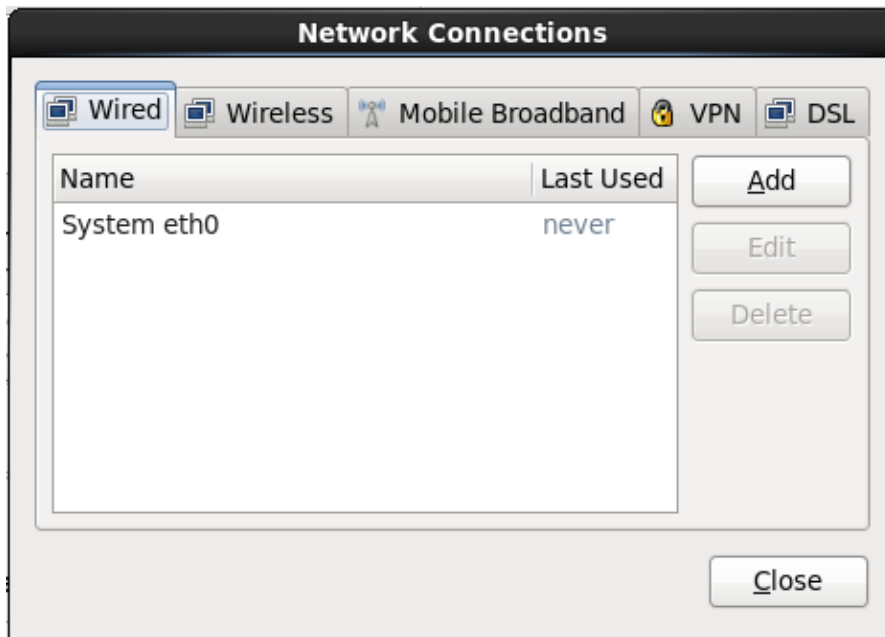 Network Connections
Wired Wireless Mobile Broadband VPN DSL
Name Last Used Add
System eth0 never
Edit
Delete
Close